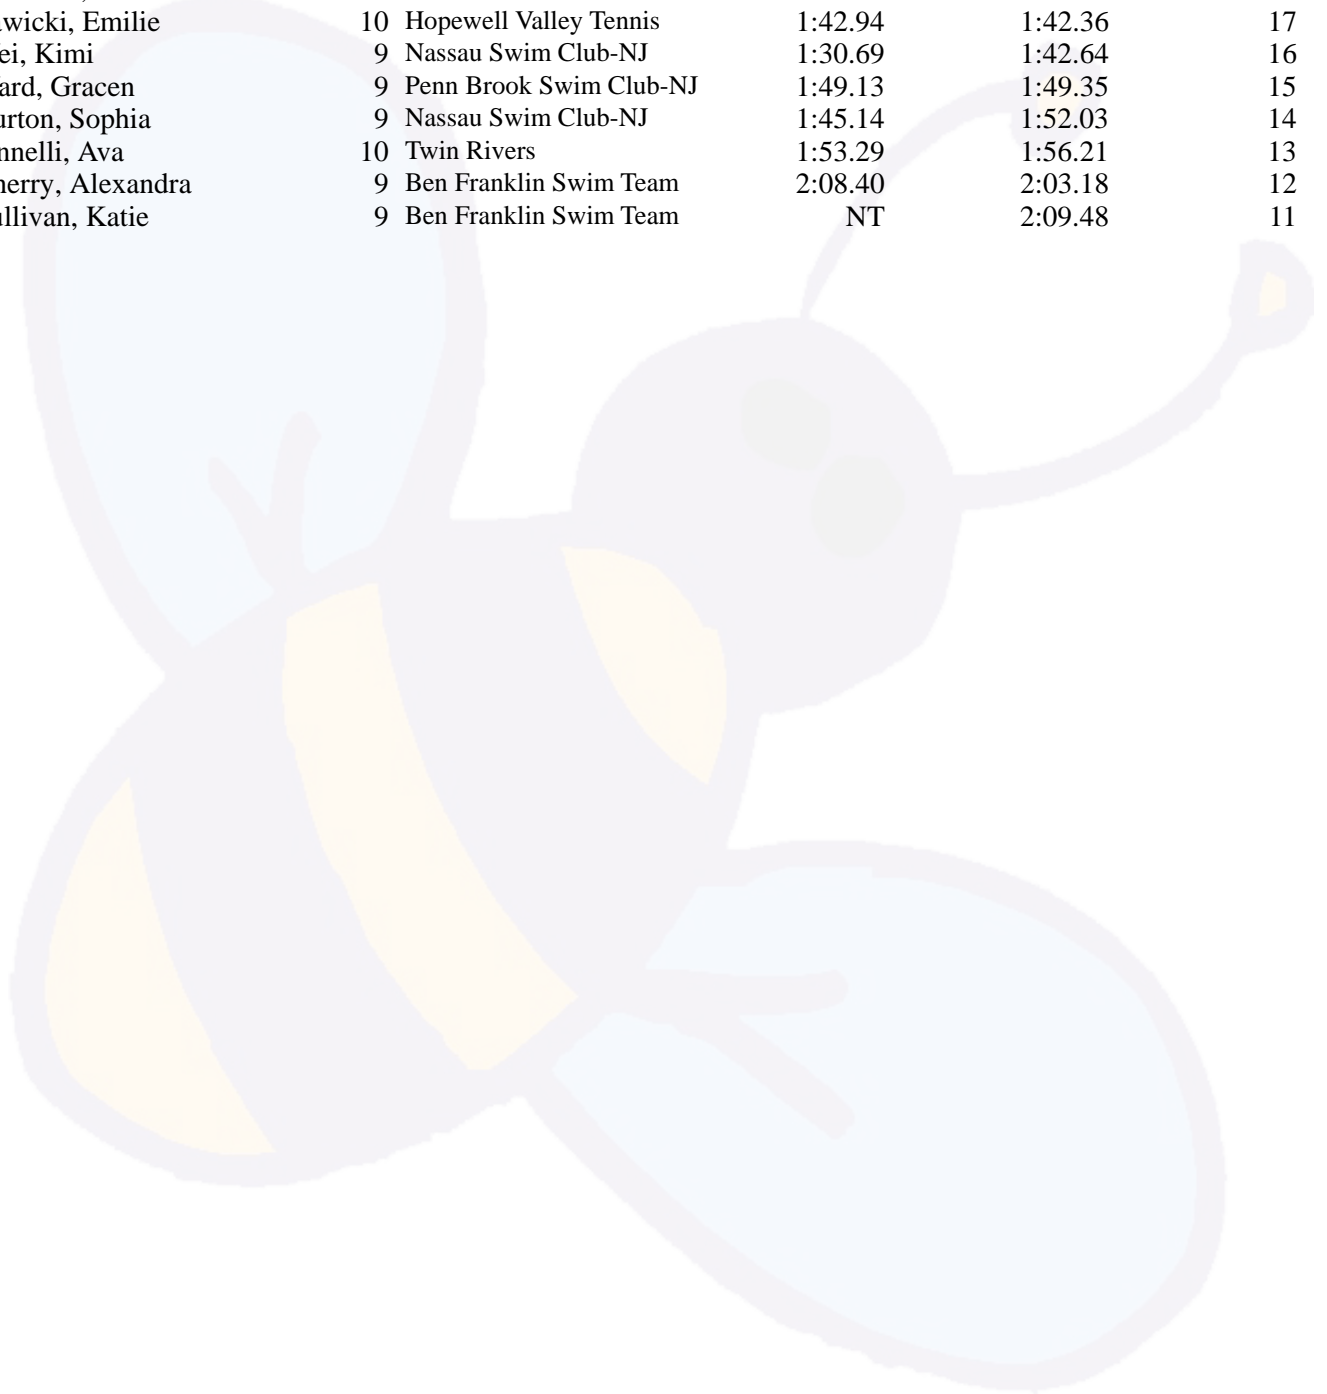 wicki, Emilie 10 Hopewell Valley Tennis 1:42.94 1:42.36 17
ei, Kimi 9 Nassau Swim Club-NJ 1:30.69 1:42.64 16
ard, Gracen 9 Penn Brook Swim Club-NJ 1:49.13 1:49.35 15
urton, Sophia 9 Nassau Swim Club-NJ 1:45.14 1:52.03 14
nnelli, Ava 10 Twin Rivers 1:53.29 1:56.21 13
herry, Alexandra 9 Ben Franklin Swim Team 2:08.40 2:03.18 12
ullivan, Katie 9 Ben Franklin Swim Team NT 2:09.48 11